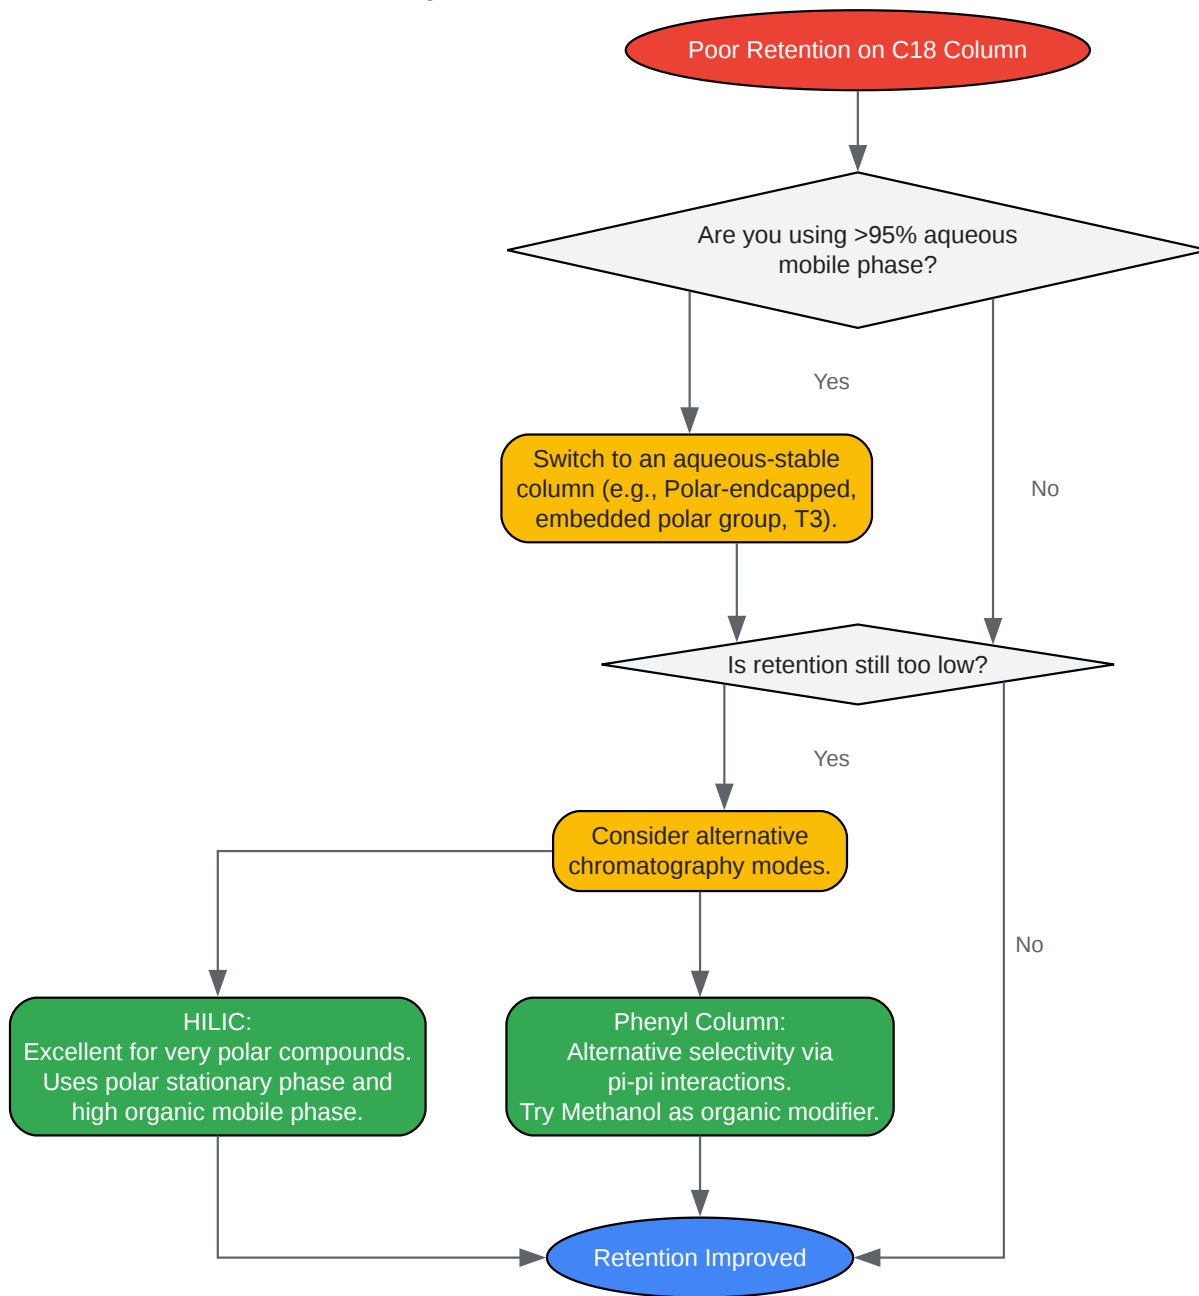 Poor Retention on C18 Column
Are you using >95% aqueous
mobile phase?
Yes
Switch to an aqueous-stable
column (e.g., Polar-endcapped,
embedded polar group, T3).
No
Is retention still too low?
Yes
Consider alternative
chromatography modes.
No
HILIC:
Excellent for very polar compounds.
Uses polar stationary phase and
high organic mobile phase.
Phenyl Column:
Alternative selectivity via
pi-pi interactions.
Try Methanol as organic modifier.
Retention Improved